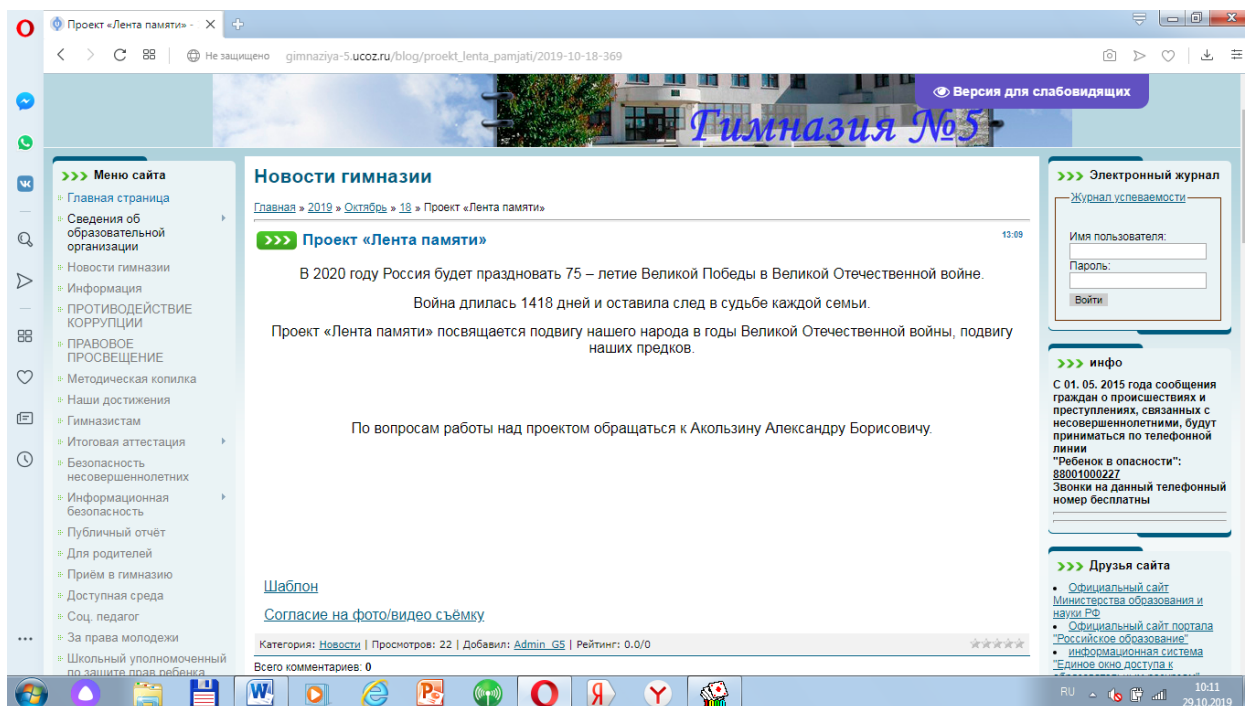 Проект «Лента памяти» -
Не защищено gimnaziya-5.ucoz.ru/blog/proekt_lenta_pamjati/2019-10-18-369
Версия для слабовидящих
Гимназия №5
Меню сайта
Главная страница
Сведения об
образовательной
организации
Новости гимназии
Информация
ПРОТИВОДЕЙСТВИЕ
КОРРУПЦИИ
ПРАВОВОЕ
ПРОСВЕЩЕНИЕ
Методическая копилка
Наши достижения
Гимназистам
Итоговая аттестация
Безопасность
несовершеннолетних
Информационная
безопасность
Публичный отчёт
Для родителей
Приём в гимназию
Доступная среда
Соц. педагог
За права молодежи
Школьный уполномоченный
по защите прав ребенка
Новости гимназии
Главная » 2019 » Октябрь » 18 » Проект «Лента памяти»
Проект «Лента памяти»
13:09
В 2020 году Россия будет праздновать 75 – летие Великой Победы в Великой Отечественной войне.
Война длилась 1418 дней и оставила след в судьбе каждой семьи.
Проект «Лента памяти» посвящается подвигу нашего народа в годы Великой Отечественной войны, подвигу
наших предков.
По вопросам работы над проектом обращаться к Акользину Александру Борисовичу.
Шаблон
Согласие на фото/видео съёмку
Категория: Новости | Просмотров: 22 | Добавил: Admin_G5 | Рейтинг: 0.0/0
Всего комментариев: 0
Электронный журнал
Журнал успеваемости
Имя пользователя:
Пароль:
Войти
инфо
С 01. 05. 2015 года сообщения
граждан о происшествиях и
преступлениях, связанных с
несовершеннолетними, будут
приниматься по телефонной
линии
"Ребенок в опасности":
88001000227
Звонки на данный телефонный
номер бесплатны
Друзья сайта
Официальный сайт
Министерства образования и
науки РФ
Официальный сайт портала
"Российское образование"
информационная система
"Единое окно доступа к
RU
10:11
29.10.2019